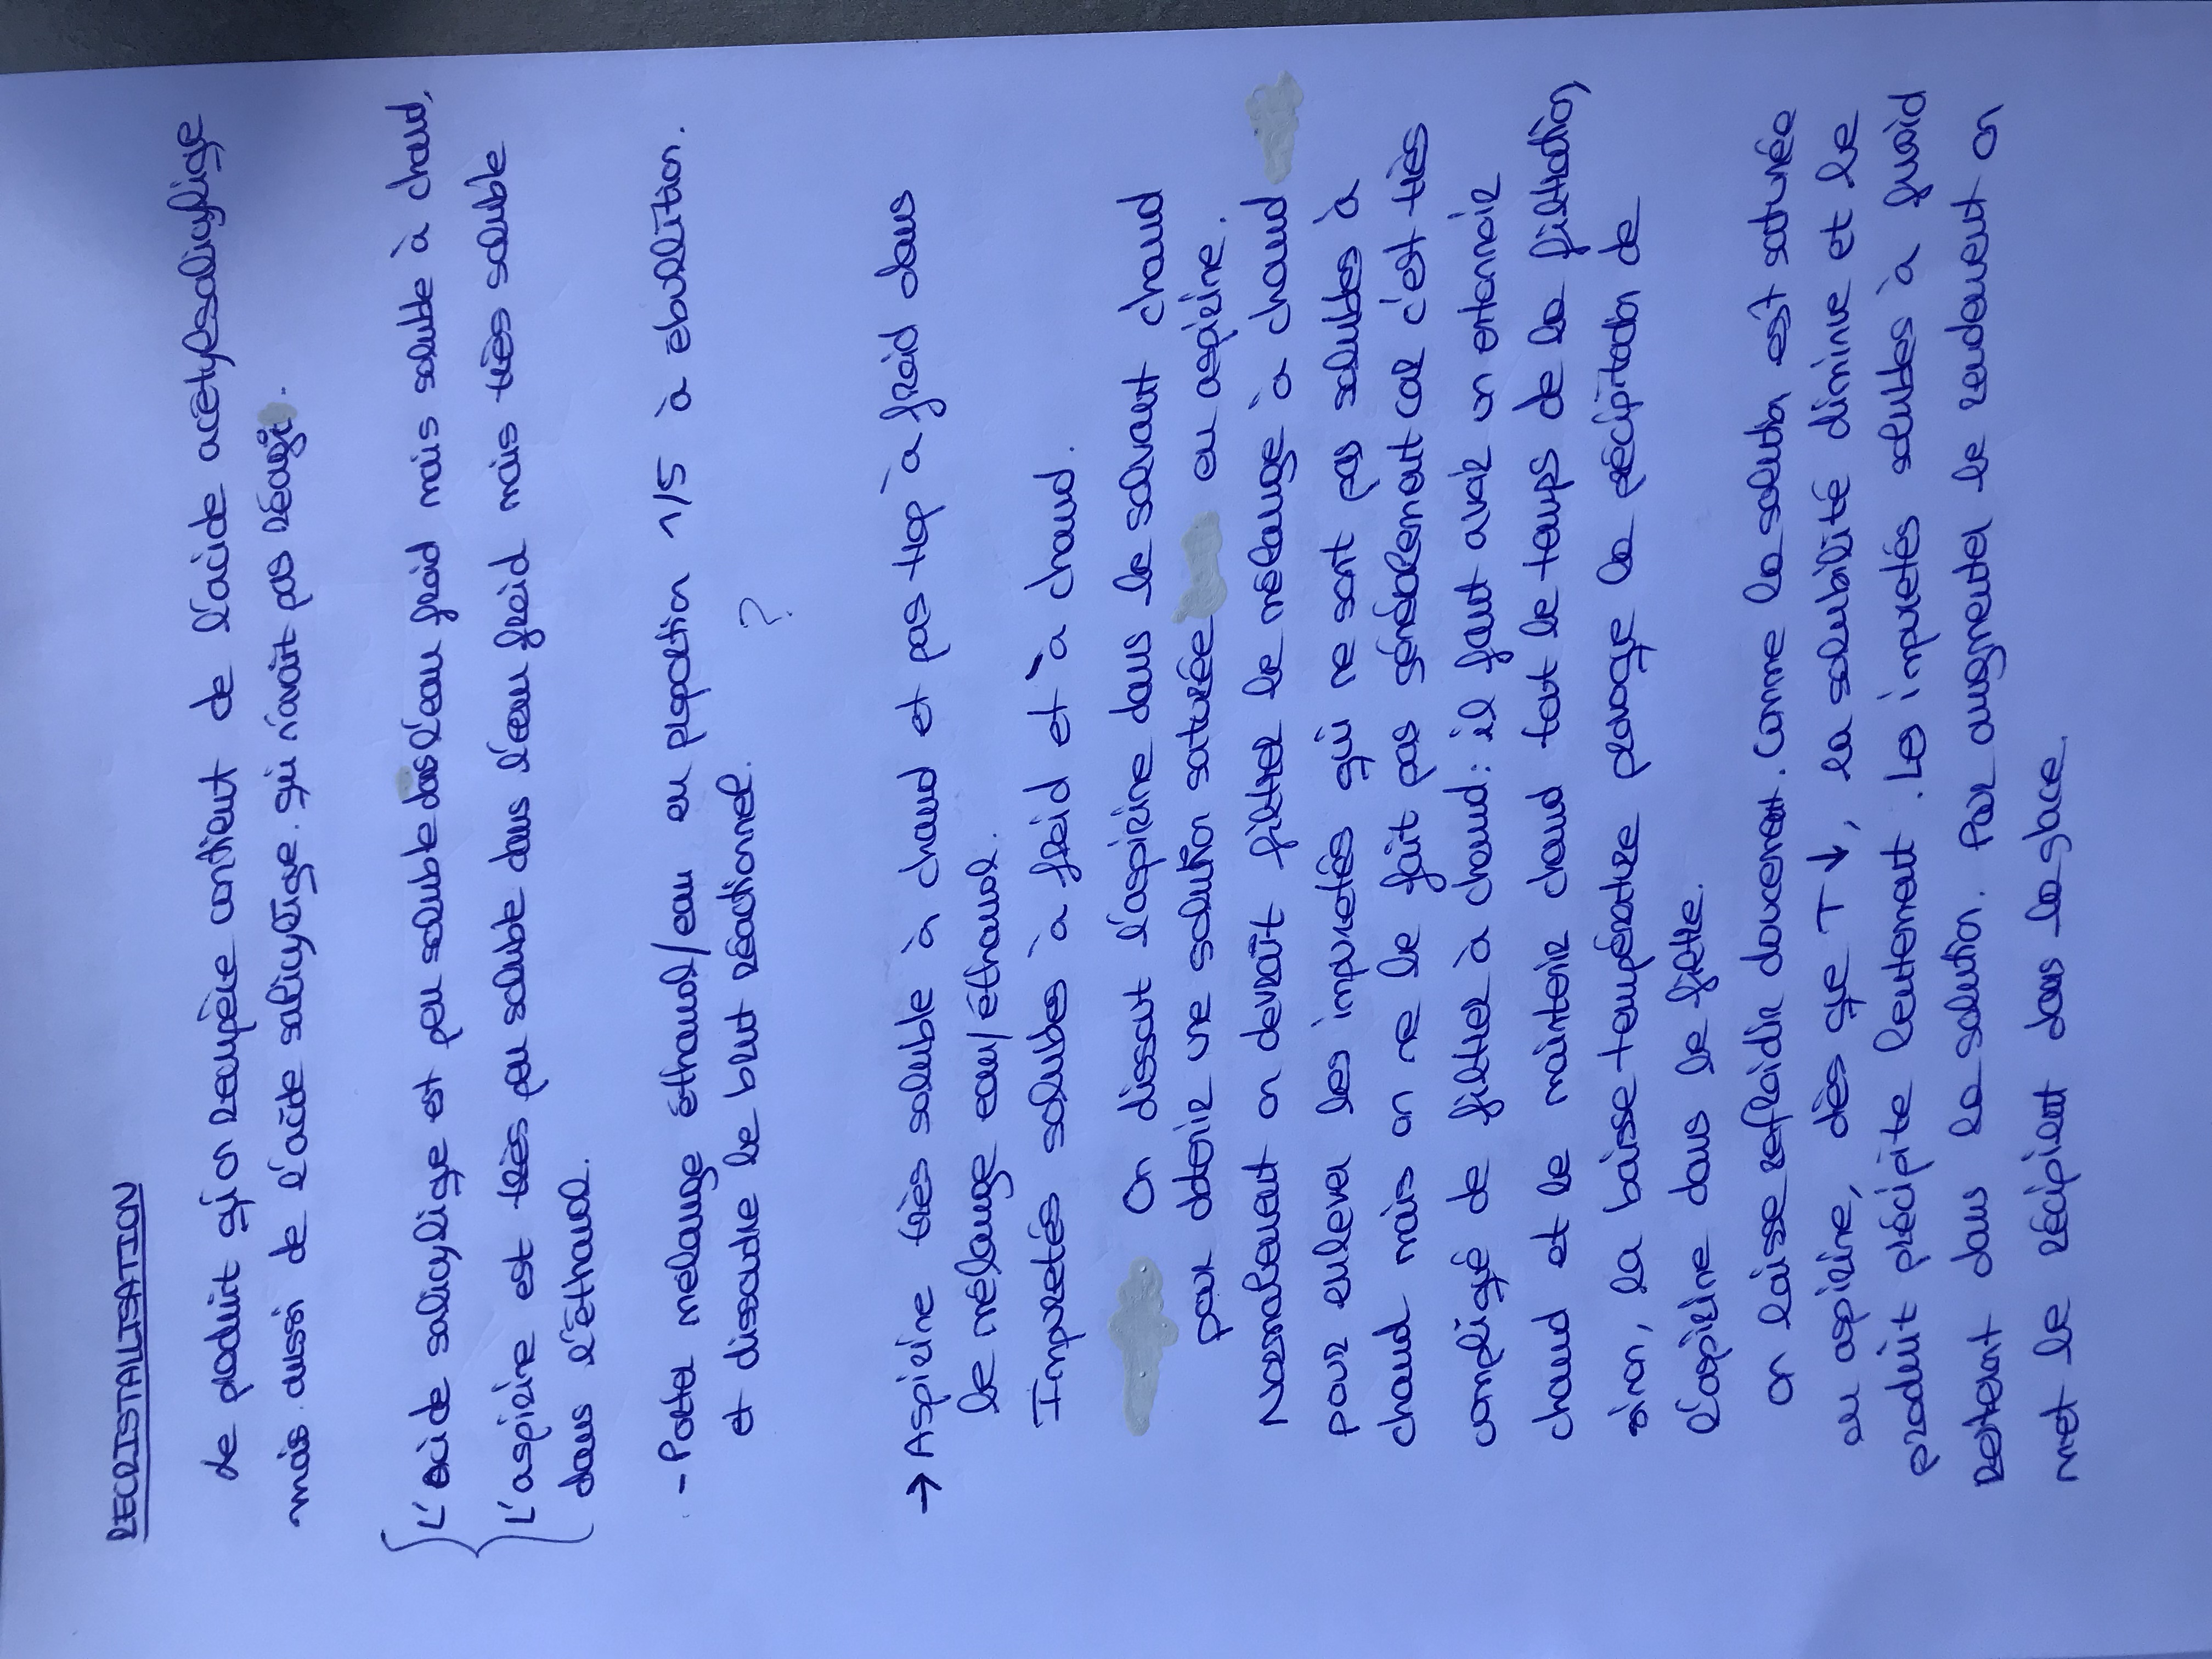 RECRISTALLISATION
Le produit qu'on recupère contient de l'acide acétylsalicyliqe
mais aussi de l'acide salicyliqe. qui n'avait pas réagi.
L'acide salicyliqe est peu soluble dans l'eau froid mais soluble à chaud,
L'aspirine est très peu soluble dans l'eau froid mais très soluble
dans l'éthanol.
- Porter mélange éthanol/eau en proportion 1/5 à ébullition.
et dissoudre le brut réactionnel. ?
→ Aspirine très soluble à chaud et pas trop à froid dans
le mélange eau/éthanol.
Impuretés solubles à froid et à chaud.
On dissout l'aspirine dans le solvant chaud
pour obtenir une solution saturée en aspirine.
Normalement on devrait filtrer le mélange à chaud
pour enlever les impuretés qui ne sont pas solubles à
chaud mais on ne le fait pas généralement car c'est très
compliqé de filtrer à chaud: il faut avoir un entonnoir
chaud et le maintenir chaud tout le temps de la filtration,
sinon, la baisse température provoqe la précipitation de
l'aspirine dans le filtre.
On laisse refroidir doucement. Comme la solution est saturée
en aspirine, dès qe T ↓, la solubilité diminue et le
produit précipite lentement. Les impuretés solubles à froid
restent dans la solution. Pour augmenter le rendement on
met le récipient dans la glace.